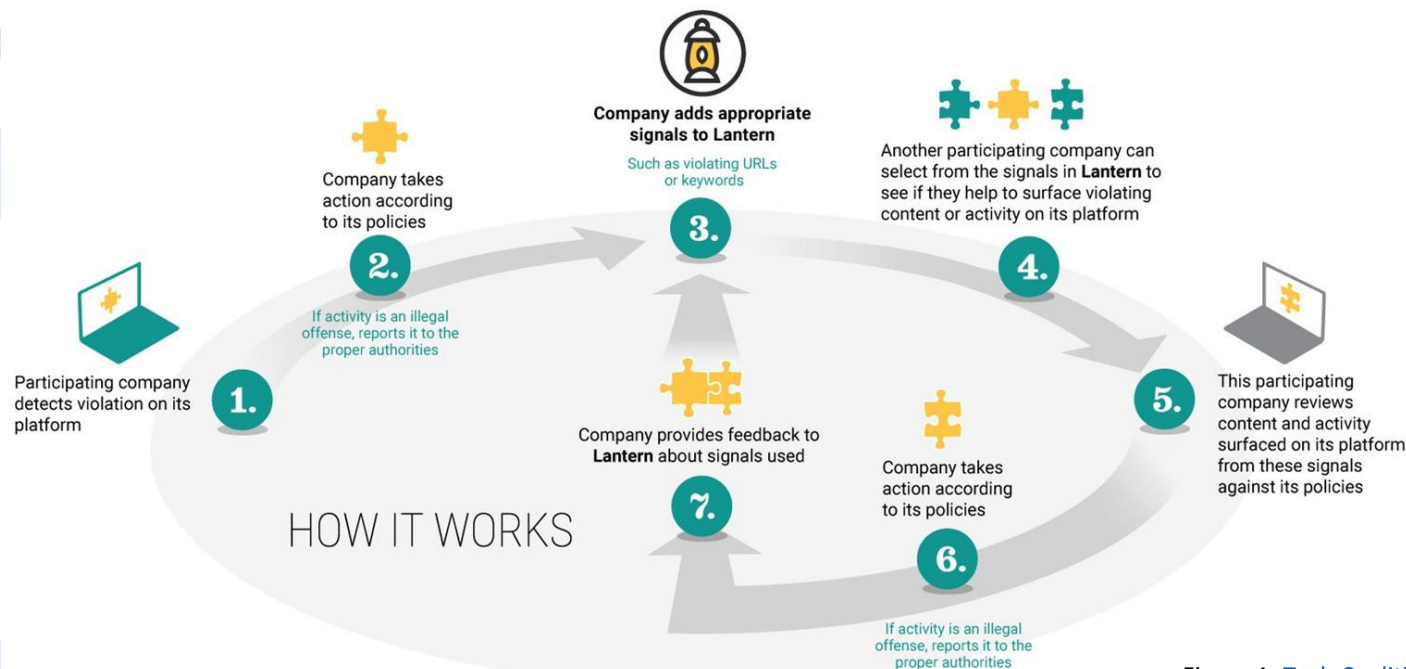 Participating company
detects violation on its
platform
1.
Company takes
action according
to its policies
2.
If activity is an illegal
offense, reports it to the
proper authorities
Company adds appropriate
signals to Lantern
Such as violating URLs
or keywords
3.
Another participating company can
select from the signals in Lantern to
see if they help to surface violating
content or activity on its platform
4.
5.
This participating
company reviews
content and activity
surfaced on its platform
from these signals
against its policies
Company takes
action according
to its policies
6.
If activity is an illegal
offense, reports it to the
proper authorities
Company provides feedback to
Lantern about signals used
7.
HOW IT WORKS